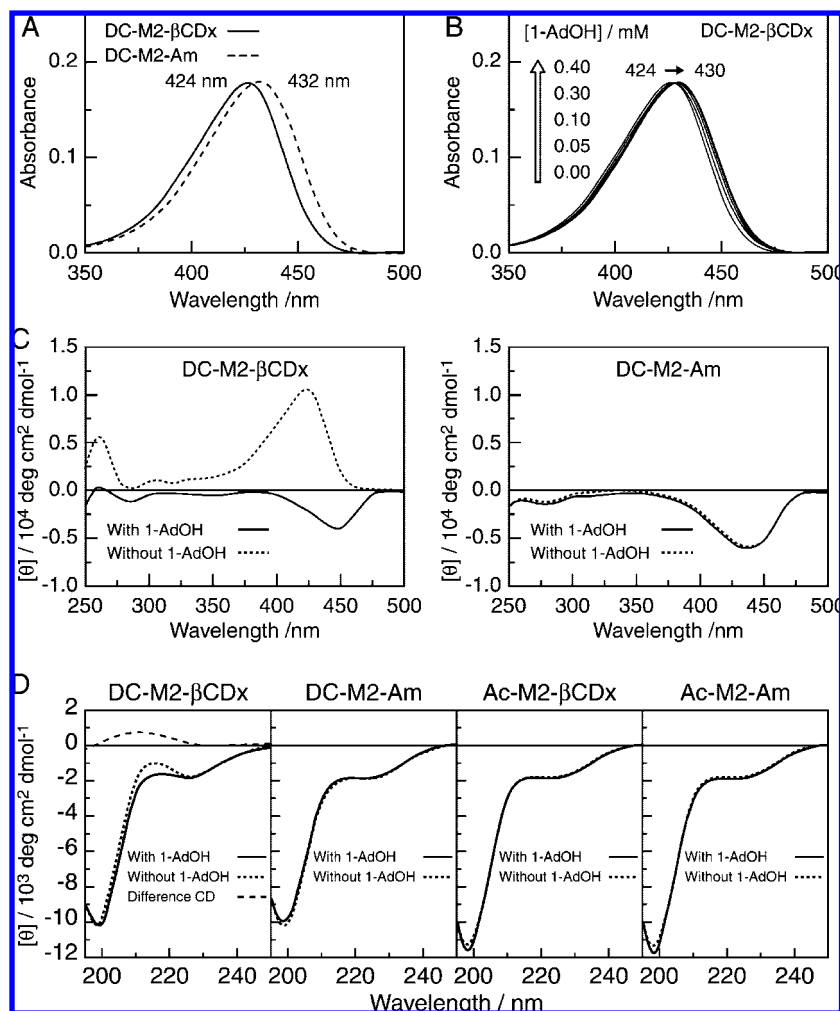 A
DC-M2-βCDx
DC-M2-Am
424 nm
432 nm
0.2
0.1
0.0
Absorbance
350
400
450
500
Wavelength /nm
B
[1-AdOH] / mM
DC-M2-βCDx
0.40
0.30
0.10
0.05
0.00
424 → 430
0.2
0.1
0.0
Absorbance
350
400
450
500
Wavelength /nm
C
DC-M2-βCDx
1.5
1.0
0.5
0.0
-0.5
-1.0
[θ] / 10⁴ deg cm² dmol⁻¹
With 1-AdOH
Without 1-AdOH
250
300
350
400
450
500
Wavelength /nm
DC-M2-Am
1.5
1.0
0.5
0.0
-0.5
-1.0
[θ] / 10⁴ deg cm² dmol⁻¹
With 1-AdOH
Without 1-AdOH
250
300
350
400
450
500
Wavelength /nm
D
DC-M2-βCDx
DC-M2-Am
Ac-M2-βCDx
Ac-M2-Am
2
0
-2
-4
-6
-8
-10
-12
[θ] / 10³ deg cm² dmol⁻¹
With 1-AdOH
Without 1-AdOH
Difference CD
With 1-AdOH
Without 1-AdOH
With 1-AdOH
Without 1-AdOH
With 1-AdOH
Without 1-AdOH
200 220 240
200 220 240
200 220 240
200 220 240
Wavelength / nm